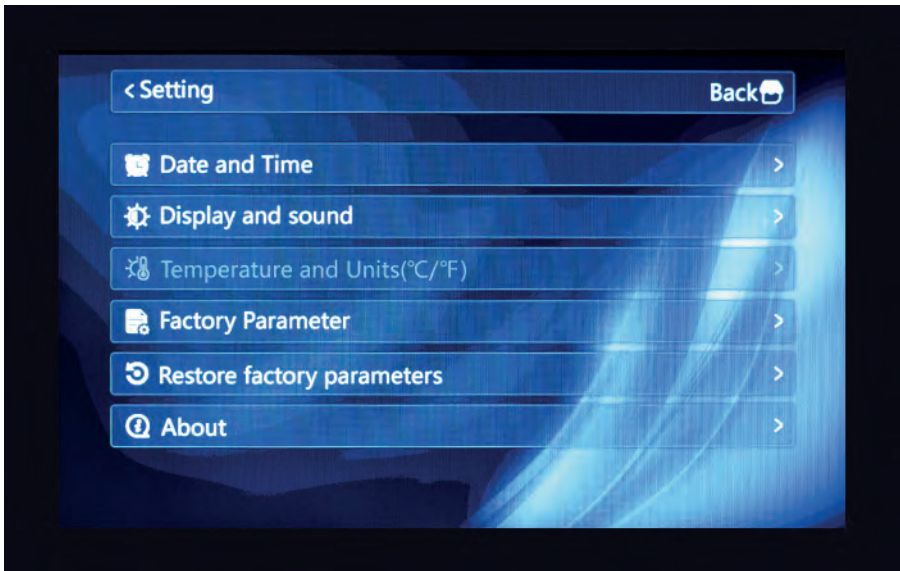 < Setting
Back
Date and Time >
Display and sound >
Temperature and Units(℃/℉) >
Factory Parameter >
Restore factory parameters >
About >